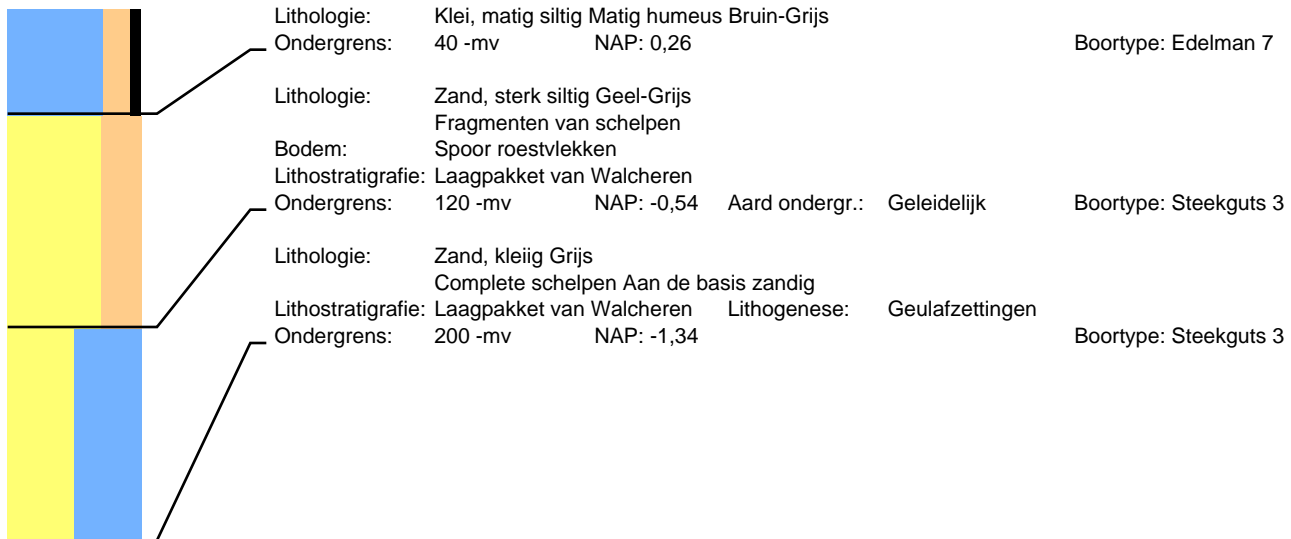 Lithologie: Klei, matig siltig Matig humeus Bruin-Grijs
Ondergrens: 40 -mv NAP: 0,26 Boortype: Edelman 7
Lithologie: Zand, sterk siltig Geel-Grijs
Fragmenten van schelpen
Bodem: Spoor roestvlekken
Lithostratigrafie: Laagpakket van Walcheren
Ondergrens: 120 -mv NAP: -0,54 Aard ondergr.: Geleidelijk Boortype: Steekguts 3
Lithologie: Zand, kleiig Grijs
Complete schelpen Aan de basis zandig
Lithostratigrafie: Laagpakket van Walcheren Lithogenese: Geulafzettingen
Ondergrens: 200 -mv NAP: -1,34 Boortype: Steekguts 3